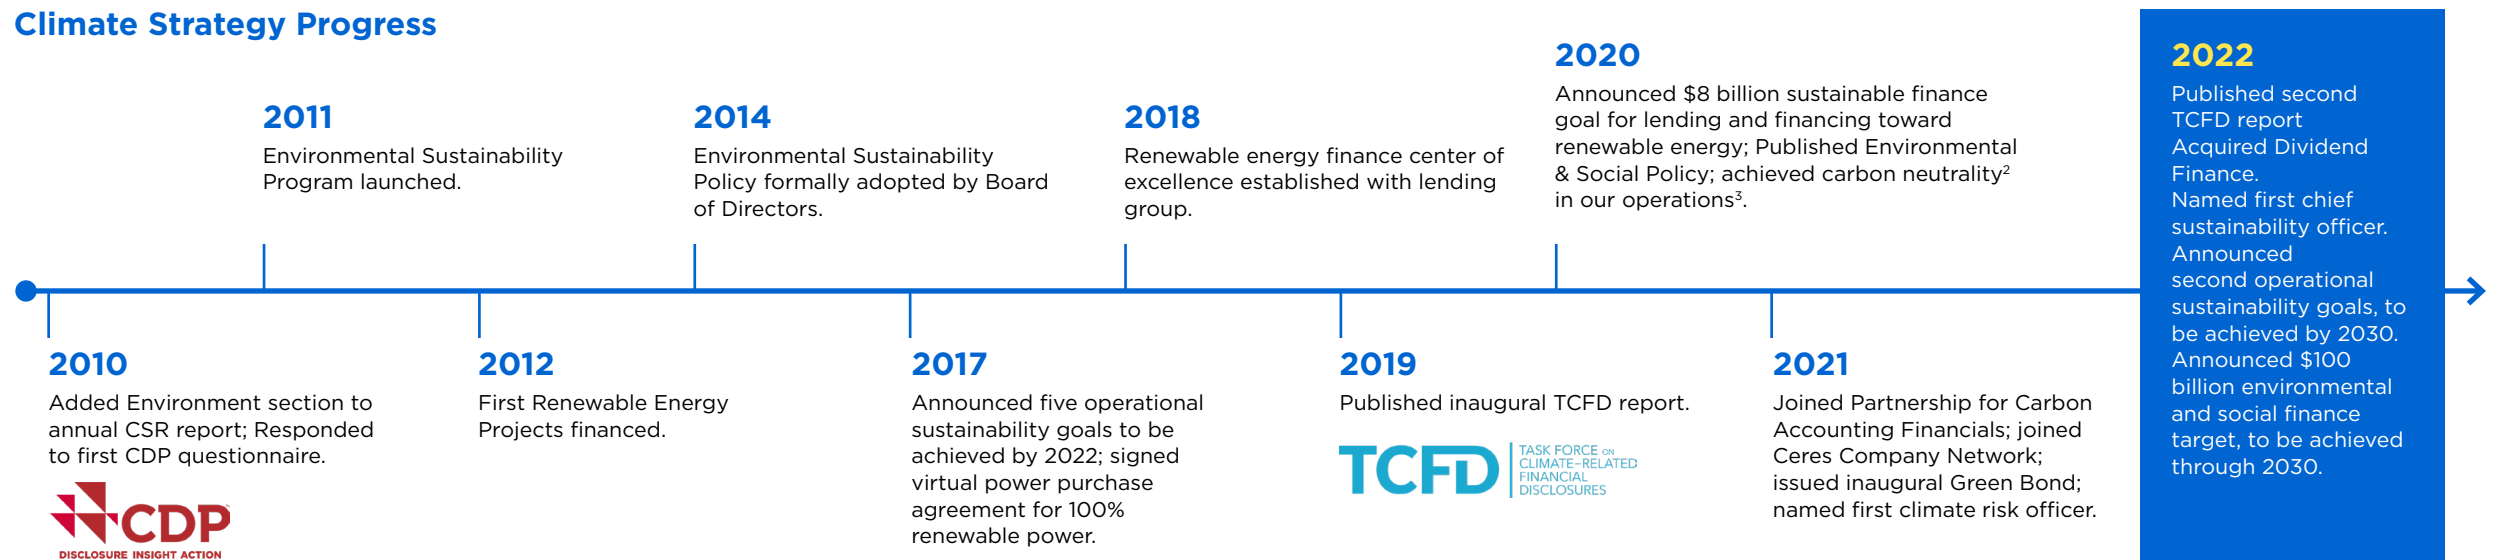 Climate Strategy Progress
2010
Added Environment section to
annual CSR report; Responded
to first CDP questionnaire.
CDP
DISCLOSURE INSIGHT ACTION
2011
Environmental Sustainability
Program launched.
2012
First Renewable Energy
Projects financed.
2014
Environmental Sustainability
Policy formally adopted by Board
of Directors.
2017
Announced five operational
sustainability goals to be
achieved by 2022; signed
virtual power purchase
agreement for 100%
renewable power.
2018
Renewable energy finance center of
excellence established with lending
group.
2019
Published inaugural TCFD report.
TCFD
TASK FORCE ON
CLIMATE-RELATED
FINANCIAL
DISCLOSURES
2020
Announced $8 billion sustainable finance
goal for lending and financing toward
renewable energy; Published Environmental
& Social Policy; achieved carbon neutrality²
in our operations³.
2021
Joined Partnership for Carbon
Accounting Financials; joined
Ceres Company Network;
issued inaugural Green Bond;
named first climate risk officer.
2022
Published second
TCFD report
Acquired Dividend
Finance.
Named first chief
sustainability officer.
Announced
second operational
sustainability goals, to
be achieved by 2030.
Announced $100
billion environmental
and social finance
target, to be achieved
through 2030.